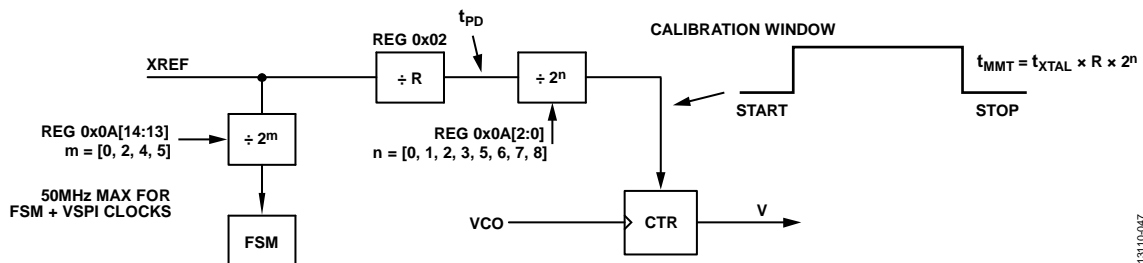 t_PD
REG 0x02
CALIBRATION WINDOW
XREF
÷ R
÷ 2^n
t_MMT = t_XTAL × R × 2^n
START
STOP
REG 0x0A[14:13]
m = [0, 2, 4, 5]
÷ 2^m
REG 0x0A[2:0]
n = [0, 1, 2, 3, 5, 6, 7, 8]
50MHz MAX FOR
FSM + VSPI CLOCKS
FSM
VCO
CTR
V
13110-047